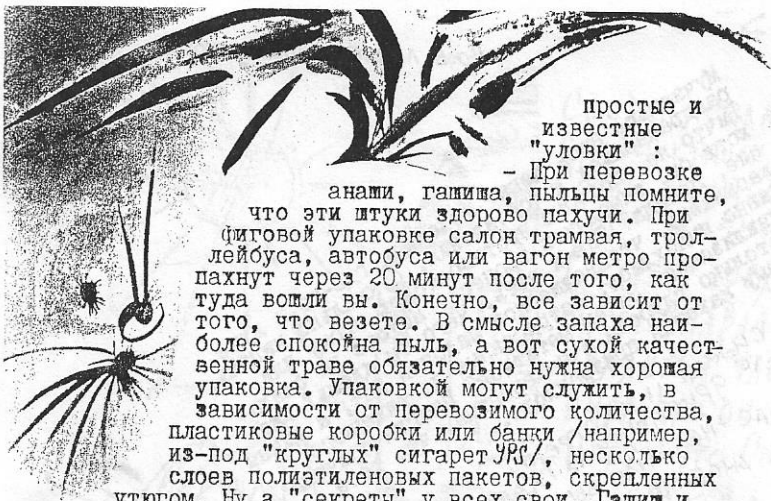 простые и
известные
"уловки" :
- При перевозке
анаши, гашиша, пыльцы помните,
что эти штуки здорово пахучи. При
фиговой упаковке салон трамвая, трол-
лейбуса, автобуса или вагон метро про-
пахнут через 20 минут после того, как
туда вошли вы. Конечно, все зависит от
того, что везете. В смысле запаха наи-
более спокойна пыль, а вот сухой качест-
венной траве обязательно нужна хорошая
упаковка. Упаковкой могут служить, в
зависимости от перевозимого количества,
пластиковые коробки или банки /например,
из-под "круглых" сигарет YRS/, несколько
слоев полиэтиленовых пакетов, скрепленных
утюгом. Ну а "секреты" у всех свои. Гашиш и